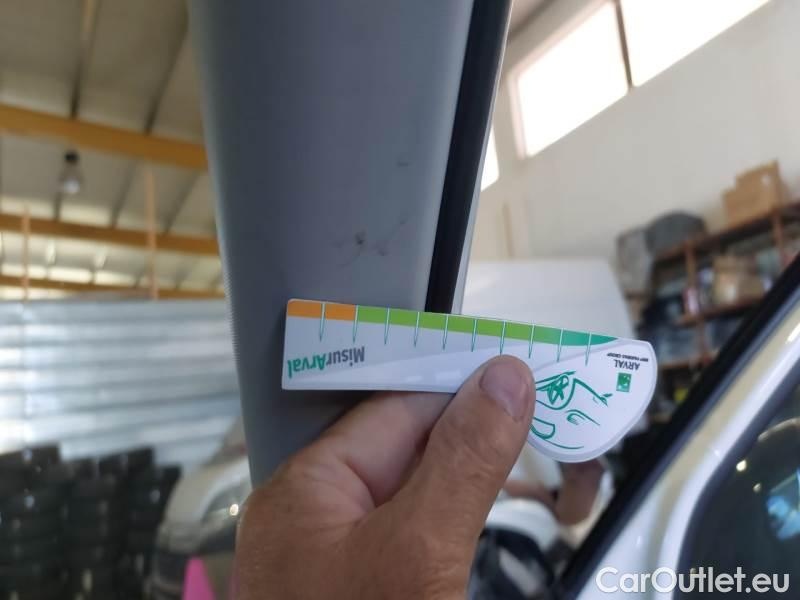 MisurArval
ARVAL
BNP PARIBAS GROUP
CarOutlet.eu